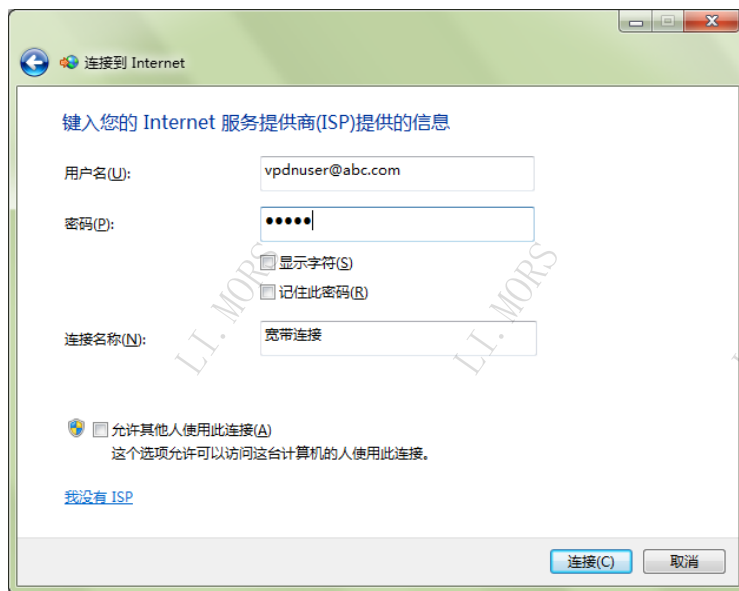 连接到 Internet
键入您的 Internet 服务提供商(ISP)提供的信息
用户名(U):
vpdnuser@abc.com
密码(P):
●●●●●
显示字符(S)
记住此密码(R)
连接名称(N):
宽带连接
允许其他人使用此连接(A)
这个选项允许可以访问这台计算机的人使用此连接。
我没有 ISP
连接(C)
取消
LI.MORS
LI.MORS